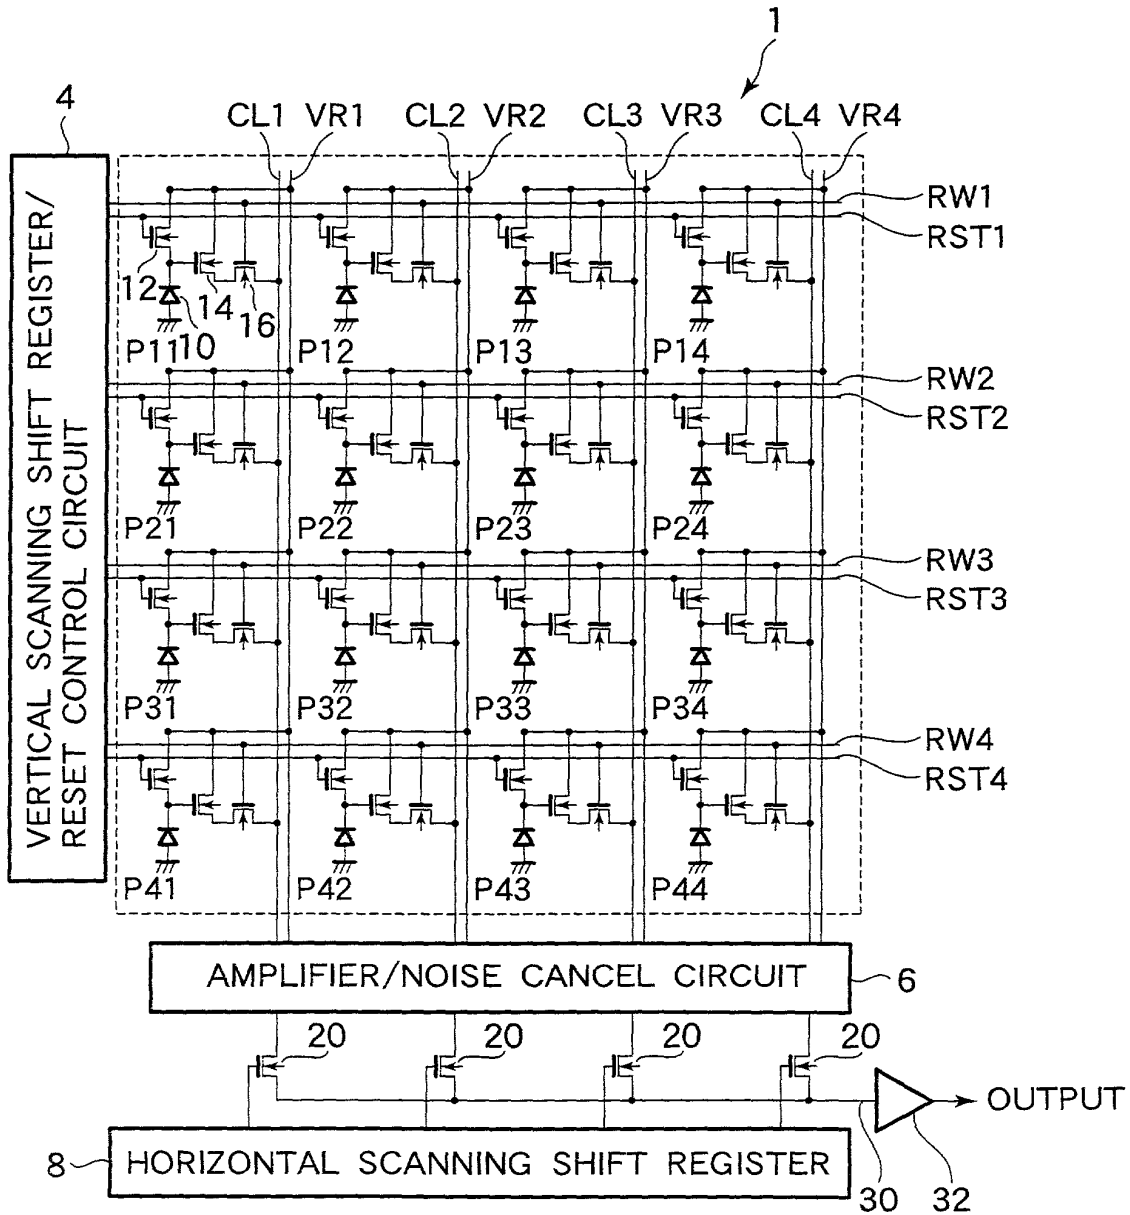 1
4
CL1 VR1 CL2 VR2 CL3 VR3 CL4 VR4
RW1
RST1
12 14 16
P11 10 P12 P13 P14
RW2
RST2
P21 P22 P23 P24
RW3
RST3
P31 P32 P33 P34
RW4
RST4
P41 P42 P43 P44
VERTICAL SCANNING SHIFT REGISTER/
RESET CONTROL CIRCUIT
AMPLIFIER/NOISE CANCEL CIRCUIT 6
20 20 20 20
OUTPUT
8 HORIZONTAL SCANNING SHIFT REGISTER
30 32